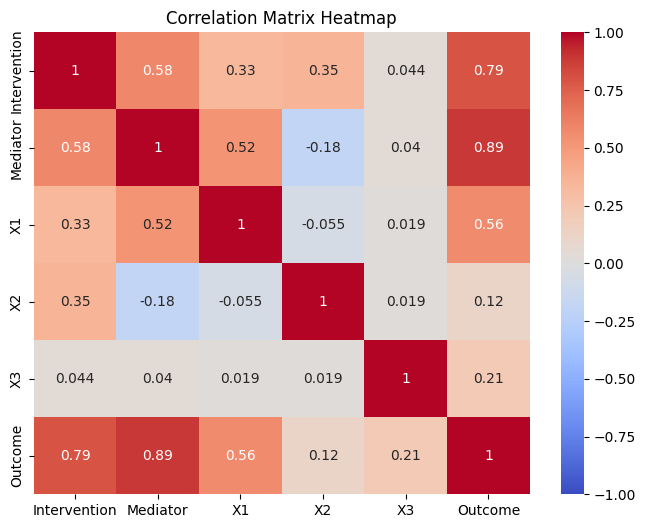 Correlation Matrix Heatmap
Intervention 1 0.58 0.33 0.35 0.044 0.79
Mediator 0.58 1 0.52 -0.18 0.04 0.89
X1 0.33 0.52 1 -0.055 0.019 0.56
X2 0.35 -0.18 -0.055 1 0.019 0.12
X3 0.044 0.04 0.019 0.019 1 0.21
Outcome 0.79 0.89 0.56 0.12 0.21 1
Intervention Mediator X1 X2 X3 Outcome
1.00
0.75
0.50
0.25
0.00
−0.25
−0.50
−0.75
−1.00